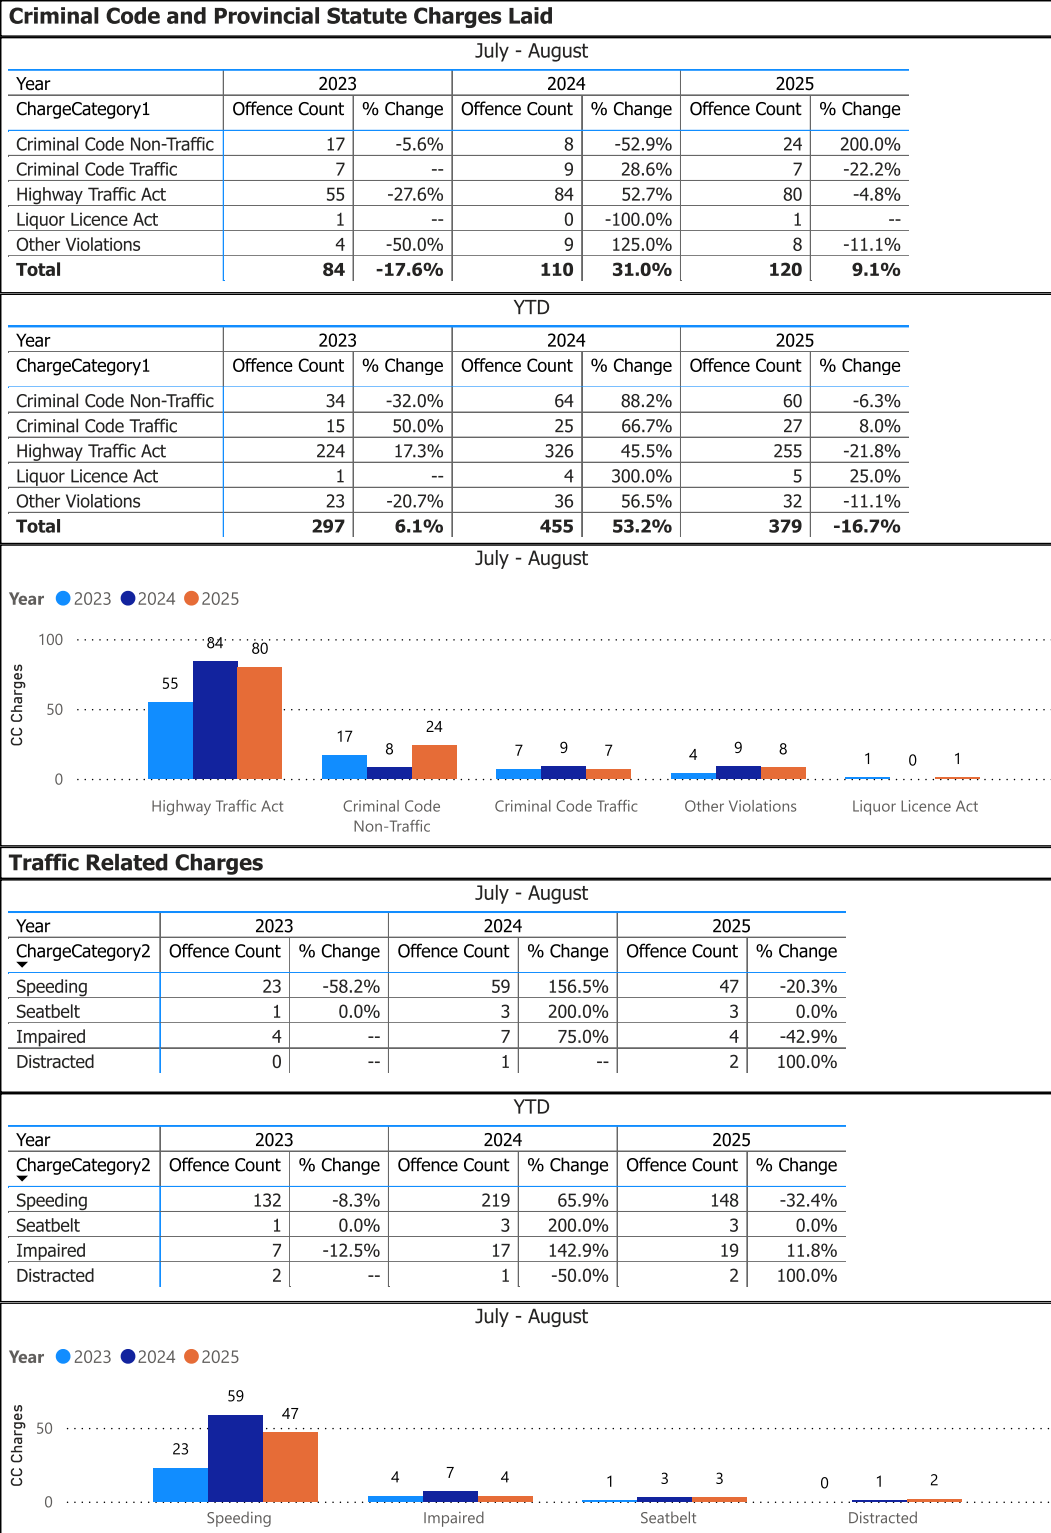 Criminal Code and Provincial Statute Charges Laid
July - August
Year 2023 2024 2025
ChargeCategory1 Offence Count % Change Offence Count % Change Offence Count % Change
Criminal Code Non-Traffic 17 -5.6% 8 -52.9% 24 200.0%
Criminal Code Traffic 7 -- 9 28.6% 7 -22.2%
Highway Traffic Act 55 -27.6% 84 52.7% 80 -4.8%
Liquor Licence Act 1 -- 0 -100.0% 1 --
Other Violations 4 -50.0% 9 125.0% 8 -11.1%
Total 84 -17.6% 110 31.0% 120 9.1%
YTD
Year 2023 2024 2025
ChargeCategory1 Offence Count % Change Offence Count % Change Offence Count % Change
Criminal Code Non-Traffic 34 -32.0% 64 88.2% 60 -6.3%
Criminal Code Traffic 15 50.0% 25 66.7% 27 8.0%
Highway Traffic Act 224 17.3% 326 45.5% 255 -21.8%
Liquor Licence Act 1 -- 4 300.0% 5 25.0%
Other Violations 23 -20.7% 36 56.5% 32 -11.1%
Total 297 6.1% 455 53.2% 379 -16.7%
July - August
Year 2023 2024 2025
CC Charges
100
50
0
55 84 80
17 8 24
7 9 7
4 9 8
1 0 1
Highway Traffic Act
Criminal Code
Non-Traffic
Criminal Code Traffic
Other Violations
Liquor Licence Act
Traffic Related Charges
July - August
Year 2023 2024 2025
ChargeCategory2 Offence Count % Change Offence Count % Change Offence Count % Change
Speeding 23 -58.2% 59 156.5% 47 -20.3%
Seatbelt 1 0.0% 3 200.0% 3 0.0%
Impaired 4 -- 7 75.0% 4 -42.9%
Distracted 0 -- 1 -- 2 100.0%
YTD
Year 2023 2024 2025
ChargeCategory2 Offence Count % Change Offence Count % Change Offence Count % Change
Speeding 132 -8.3% 219 65.9% 148 -32.4%
Seatbelt 1 0.0% 3 200.0% 3 0.0%
Impaired 7 -12.5% 17 142.9% 19 11.8%
Distracted 2 -- 1 -50.0% 2 100.0%
July - August
Year 2023 2024 2025
CC Charges
50
0
23 59 47
4 7 4
1 3 3
0 1 2
Speeding
Impaired
Seatbelt
Distracted